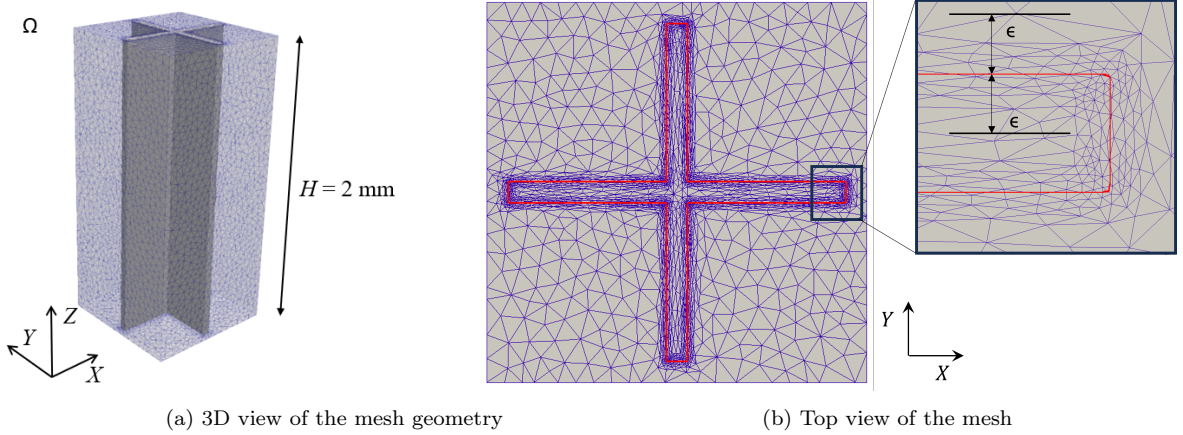 Ω
H = 2 mm
Z
Y
X
ϵ
ϵ
Y
X
(a) 3D view of the mesh geometry
(b) Top view of the mesh